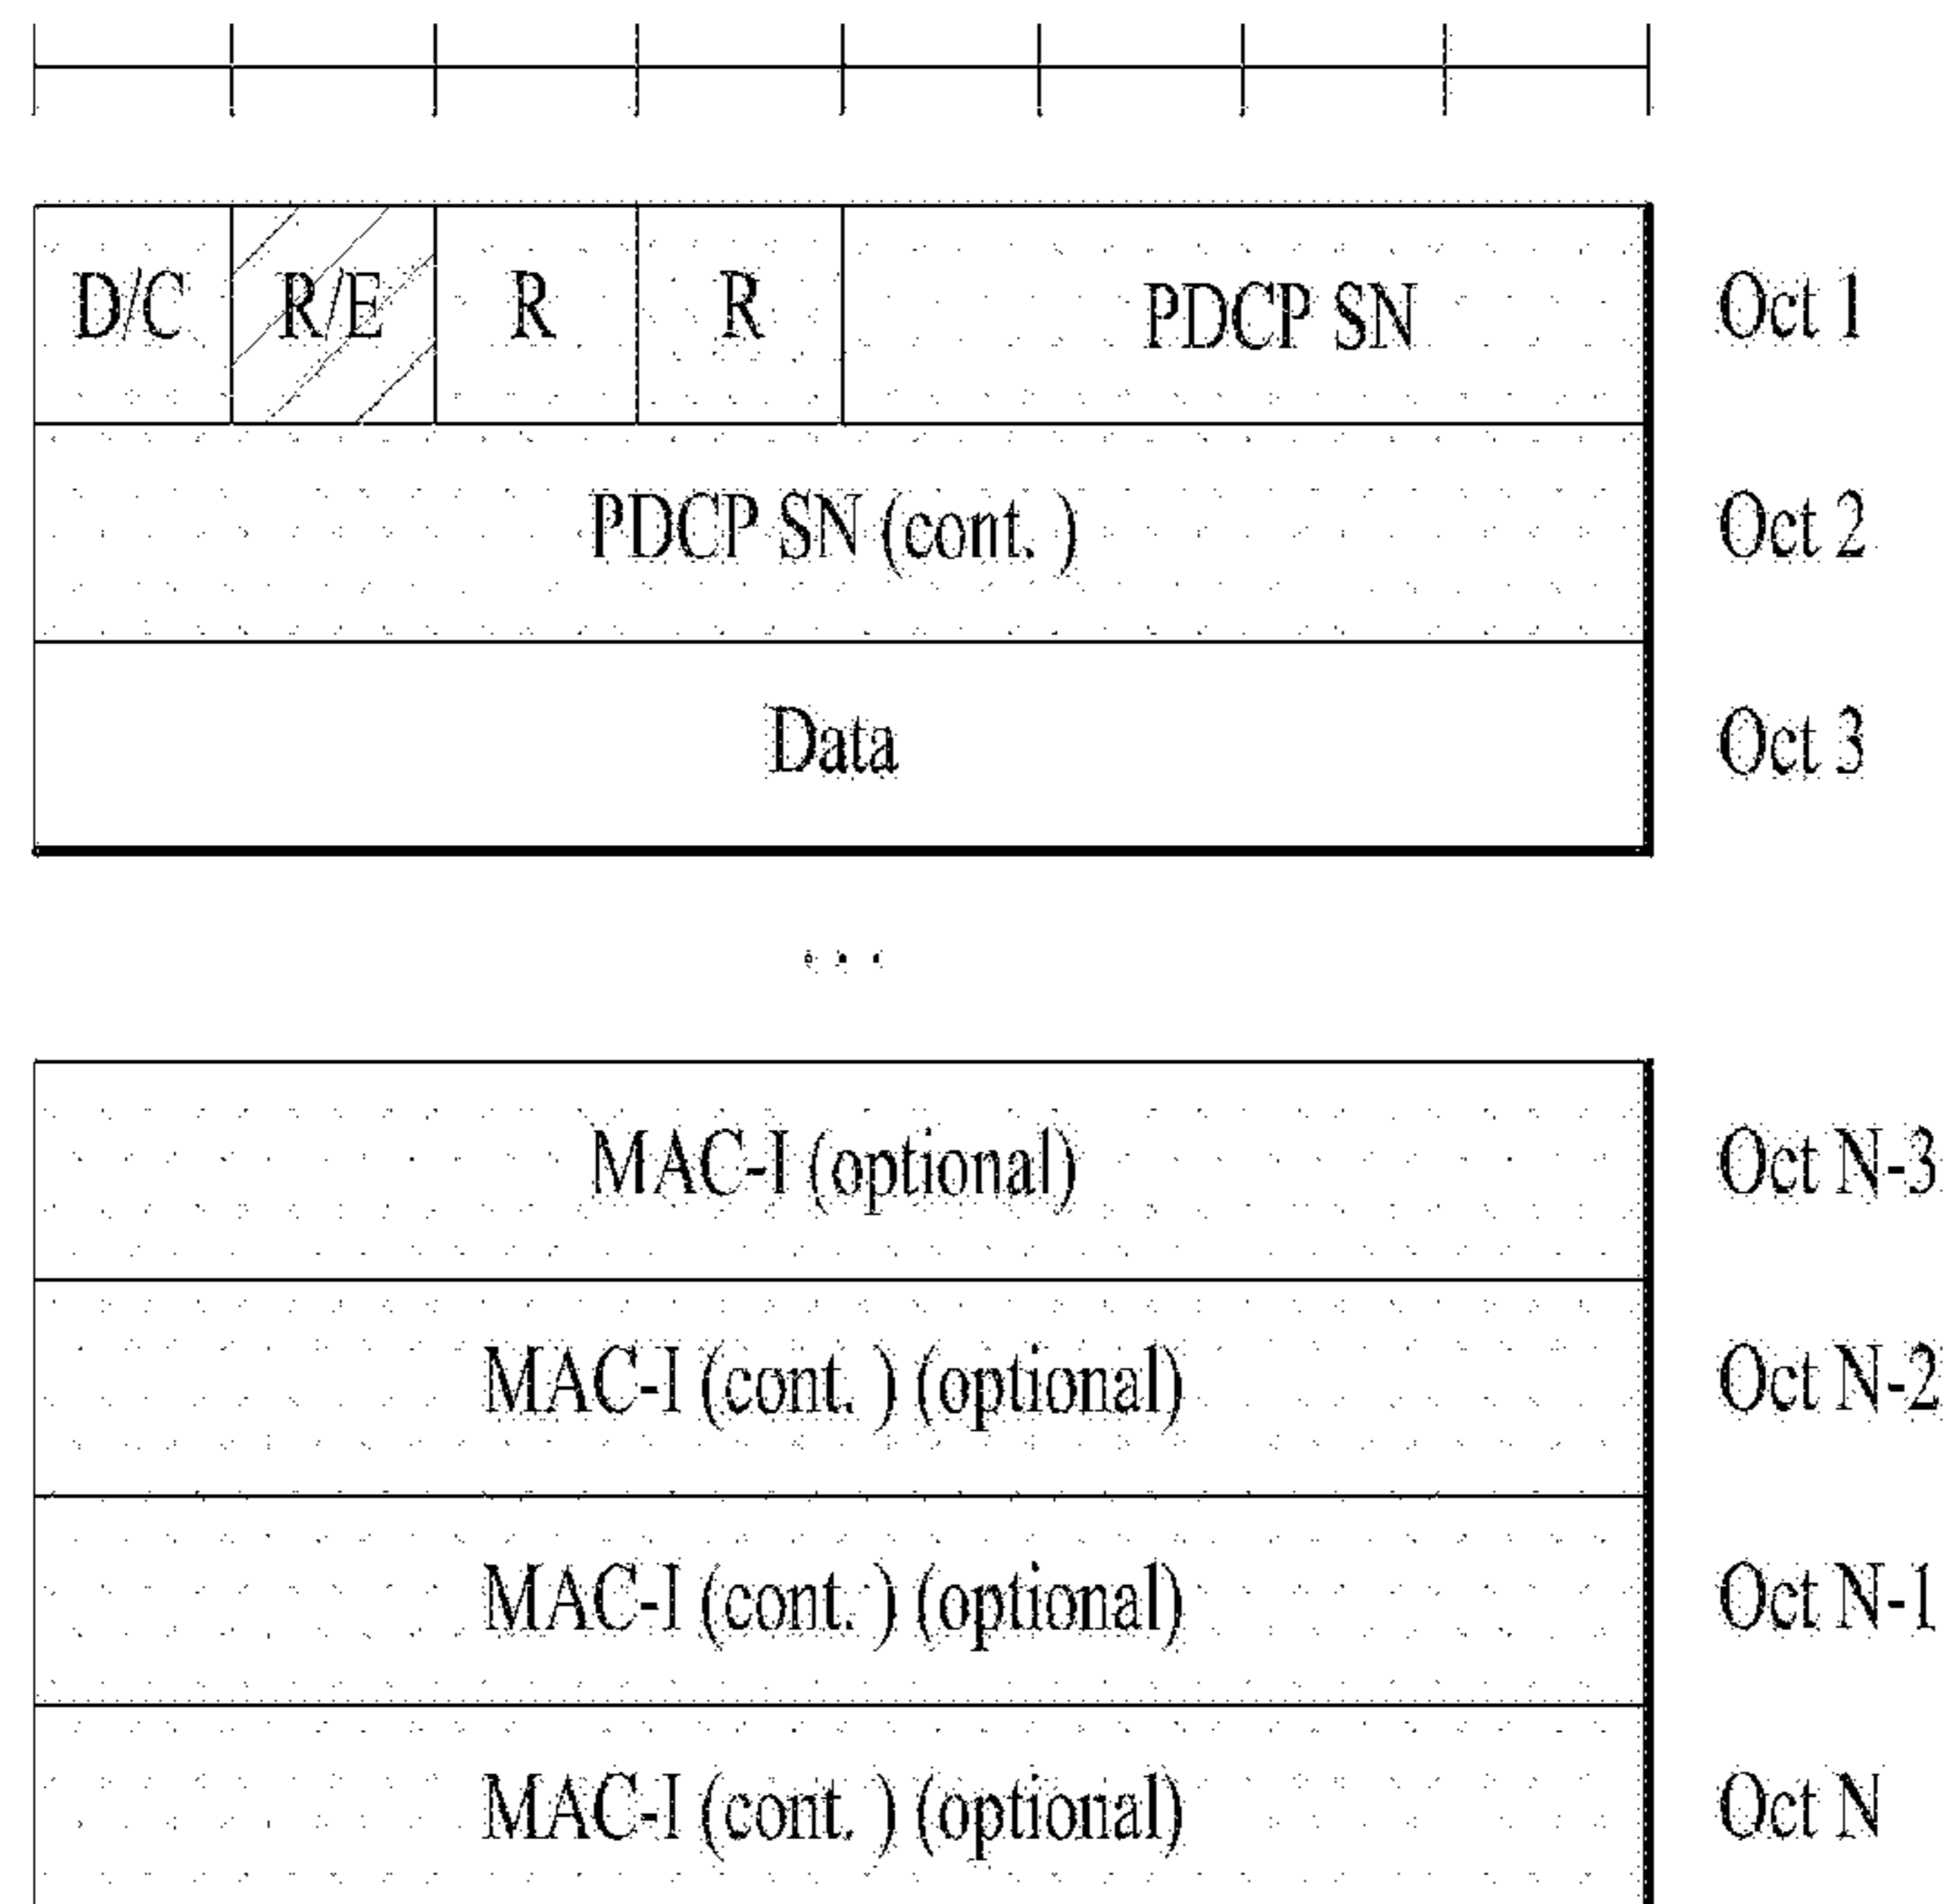 D/C R/E R R PDCP SN Oct 1
PDCP SN (cont. ) Oct 2
Data Oct 3
...
MAC-I (optional) Oct N-3
MAC-I (cont. ) (optional) Oct N-2
MAC-I (cont. ) (optional) Oct N-1
MAC-I (cont. ) (optional) Oct N